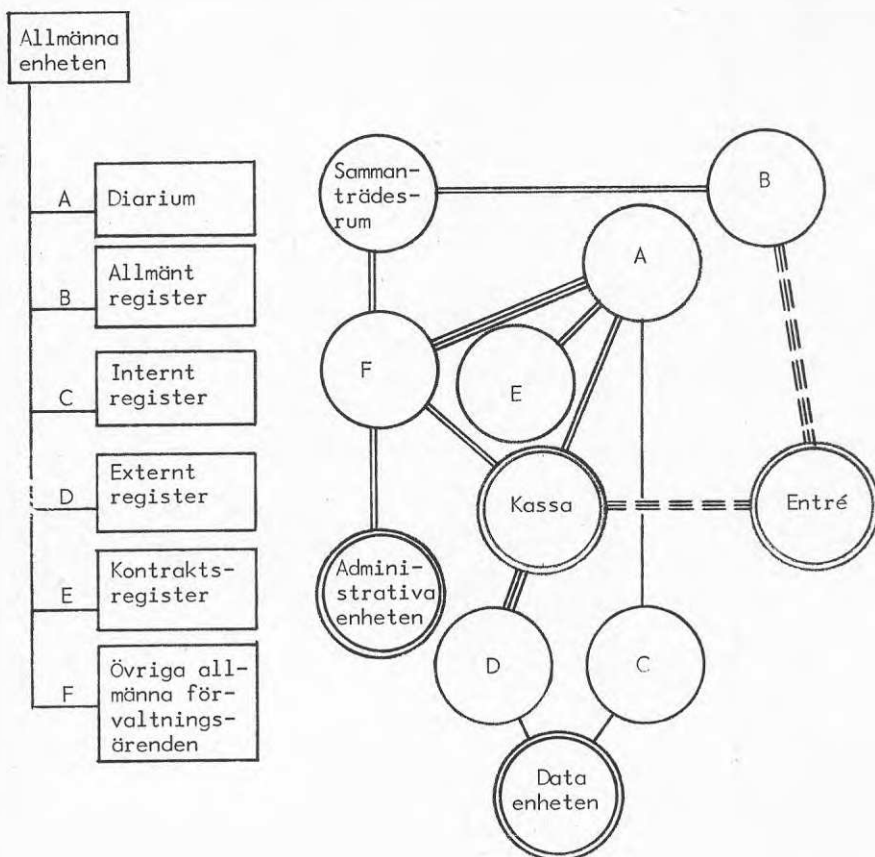 Allmänna
enheten
A
Diarium
B
Allmänt
register
C
Internt
register
D
Externt
register
E
Kontrakts-
register
F
Övriga all-
männa för-
valtnings-
ärenden
Samman-
trädes-
rum
B
A
F
E
Kassa
Entré
Admini-
strativa
enheten
D
C
Data
enheten